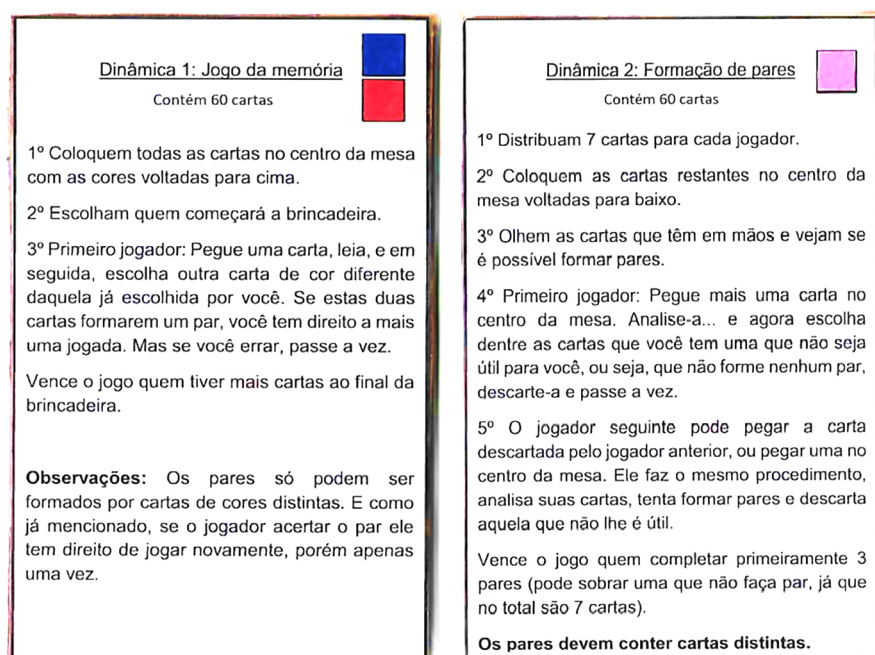 Dinâmica 1: Jogo da memória
Contém 60 cartas
1º Coloquem todas as cartas no centro da mesa
com as cores voltadas para cima.
2º Escolham quem começará a brincadeira.
3º Primeiro jogador: Pegue uma carta, leia, e em
seguida, escolha outra carta de cor diferente
daquela já escolhida por você. Se estas duas
cartas formarem um par, você tem direito a mais
uma jogada. Mas se você errar, passe a vez.
Vence o jogo quem tiver mais cartas ao final da
brincadeira.
Observações: Os pares só podem ser
formados por cartas de cores distintas. E como
já mencionado, se o jogador acertar o par ele
tem direito de jogar novamente, porém apenas
uma vez.
Dinâmica 2: Formação de pares
Contém 60 cartas
1º Distribuam 7 cartas para cada jogador.
2º Coloquem as cartas restantes no centro da
mesa voltadas para baixo.
3º Olhem as cartas que têm em mãos e vejam se
é possível formar pares.
4º Primeiro jogador: Pegue mais uma carta no
centro da mesa. Analise-a... e agora escolha
dentre as cartas que você tem uma que não seja
útil para você, ou seja, que não forme nenhum par,
descarte-a e passe a vez.
5º O jogador seguinte pode pegar a carta
descartada pelo jogador anterior, ou pegar uma no
centro da mesa. Ele faz o mesmo procedimento,
analisa suas cartas, tenta formar pares e descarta
aquela que não lhe é útil.
Vence o jogo quem completar primeiramente 3
pares (pode sobrar uma que não faça par, já que
no total são 7 cartas).
Os pares devem conter cartas distintas.